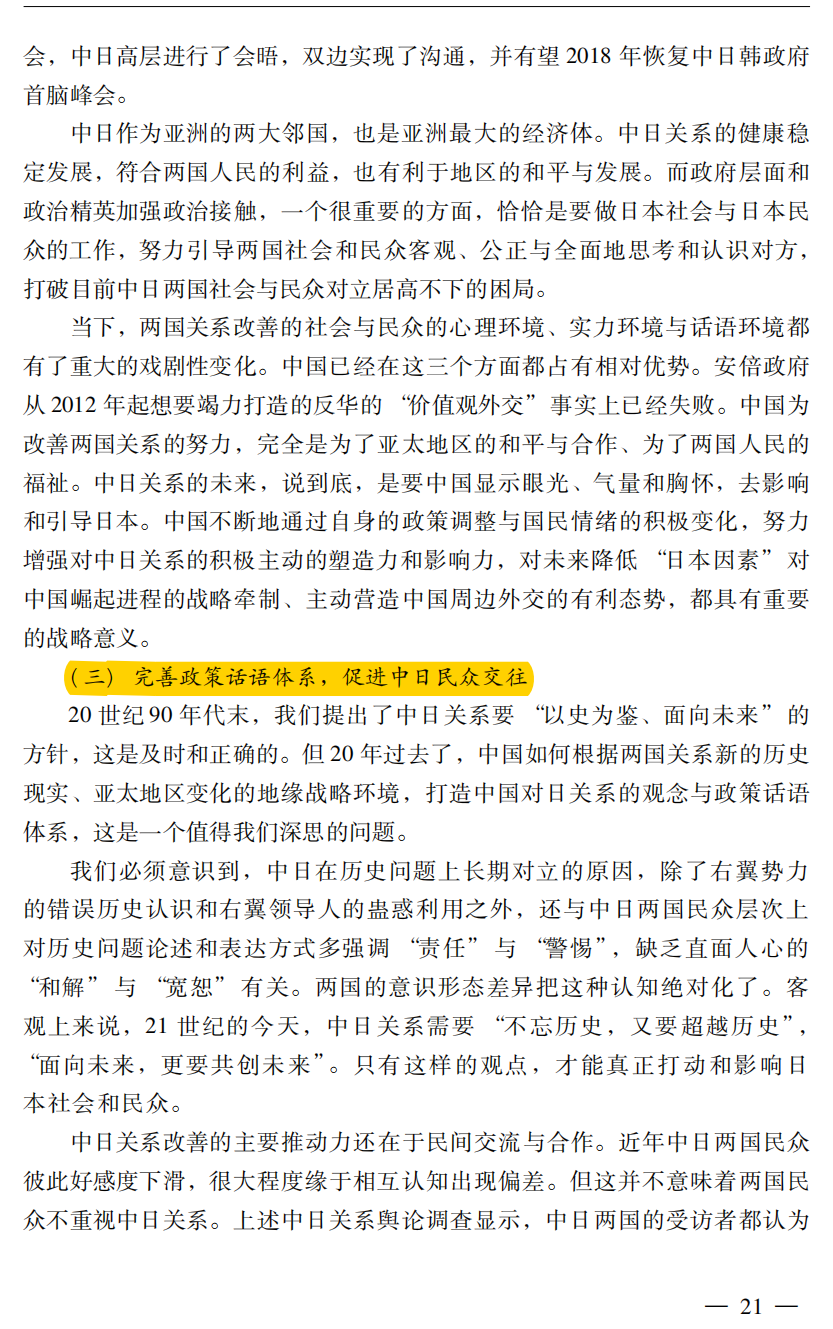 会，中日高层进行了会晤，双边实现了沟通，并有望 2018 年恢复中日韩政府
首脑峰会。
中日作为亚洲的两大邻国，也是亚洲最大的经济体。中日关系的健康稳
定发展，符合两国人民的利益，也有利于地区的和平与发展。而政府层面和
政治精英加强政治接触，一个很重要的方面，恰恰是要做日本社会与日本民
众的工作，努力引导两国社会和民众客观、公正与全面地思考和认识对方，
打破目前中日两国社会与民众对立居高不下的困局。
当下，两国关系改善的社会与民众的心理环境、实力环境与话语环境都
有了重大的戏剧性变化。中国已经在这三个方面都占有相对优势。安倍政府
从 2012 年起想要竭力打造的反华的“价值观外交”事实上已经失败。中国为
改善两国关系的努力，完全是为了亚太地区的和平与合作、为了两国人民的
福祉。中日关系的未来，说到底，是要中国显示眼光、气量和胸怀，去影响
和引导日本。中国不断地通过自身的政策调整与国民情绪的积极变化，努力
增强对中日关系的积极主动的塑造力和影响力，对未来降低“日本因素”对
中国崛起进程的战略牵制、主动营造中国周边外交的有利态势，都具有重要
的战略意义。
（三） 完善政策话语体系，促进中日民众交往
20 世纪 90 年代末，我们提出了中日关系要“以史为鉴、面向未来”的
方针，这是及时和正确的。但 20 年过去了，中国如何根据两国关系新的历史
现实、亚太地区变化的地缘战略环境，打造中国对日关系的观念与政策话语
体系，这是一个值得我们深思的问题。
我们必须意识到，中日在历史问题上长期对立的原因，除了右翼势力
的错误历史认识和右翼领导人的蛊惑利用之外，还与中日两国民众层次上
对历史问题论述和表达方式多强调“责任”与“警惕”，缺乏直面人心的
“和解”与“宽恕”有关。两国的意识形态差异把这种认知绝对化了。客
观上来说，21 世纪的今天，中日关系需要“不忘历史，又要超越历史”，
“面向未来，更要共创未来”。只有这样的观点，才能真正打动和影响日
本社会和民众。
中日关系改善的主要推动力还在于民间交流与合作。近年中日两国民众
彼此好感度下滑，很大程度缘于相互认知出现偏差。但这并不意味着两国民
众不重视中日关系。上述中日关系舆论调查显示，中日两国的受访者都认为
— 21 —